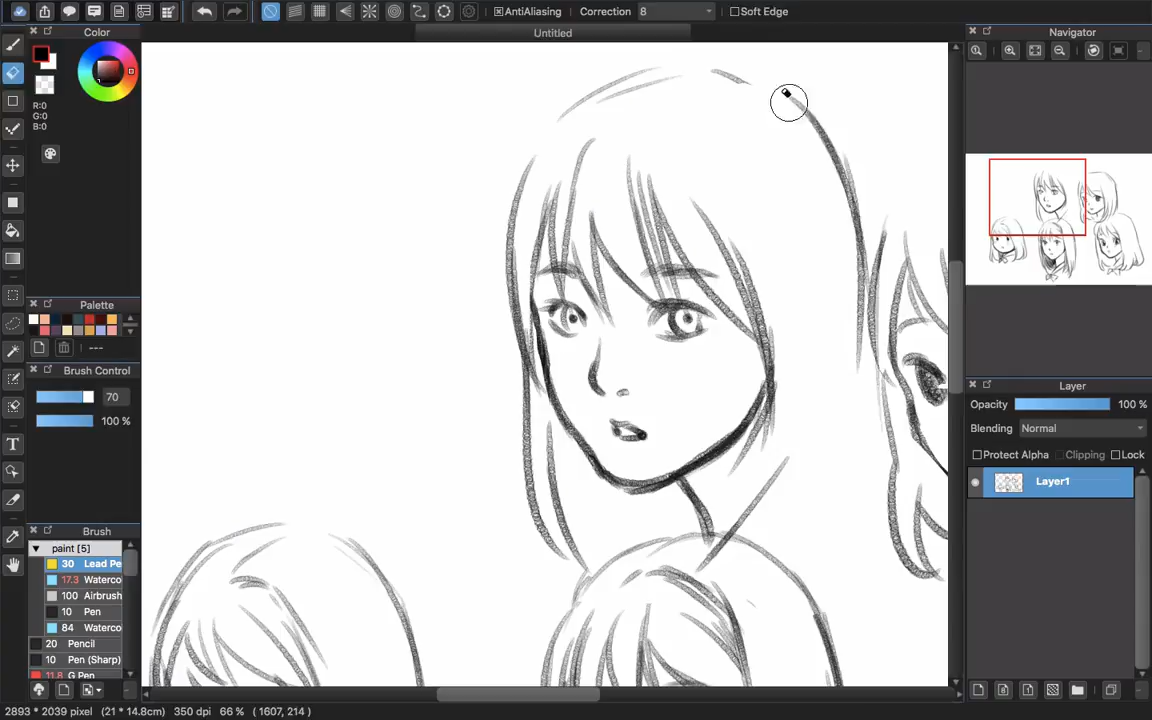 AntiAliasing Correction 8 Soft Edge
Color
Untitled
Navigator
R:0
G:0
B:0
Palette
---
Brush Control
70
100 %
Layer
Opacity 100 %
Blending Normal
Protect Alpha Clipping Lock
Layer1
Brush
paint [5]
30 Lead Pe
17.3 Waterco
100 Airbrush
10 Pen
84 Waterco
20 Pencil
10 Pen (Sharp)
11.8 G Pen
2893 * 2039 pixel (21 * 14.8cm) 350 dpi 66 % ( 1607, 214 )